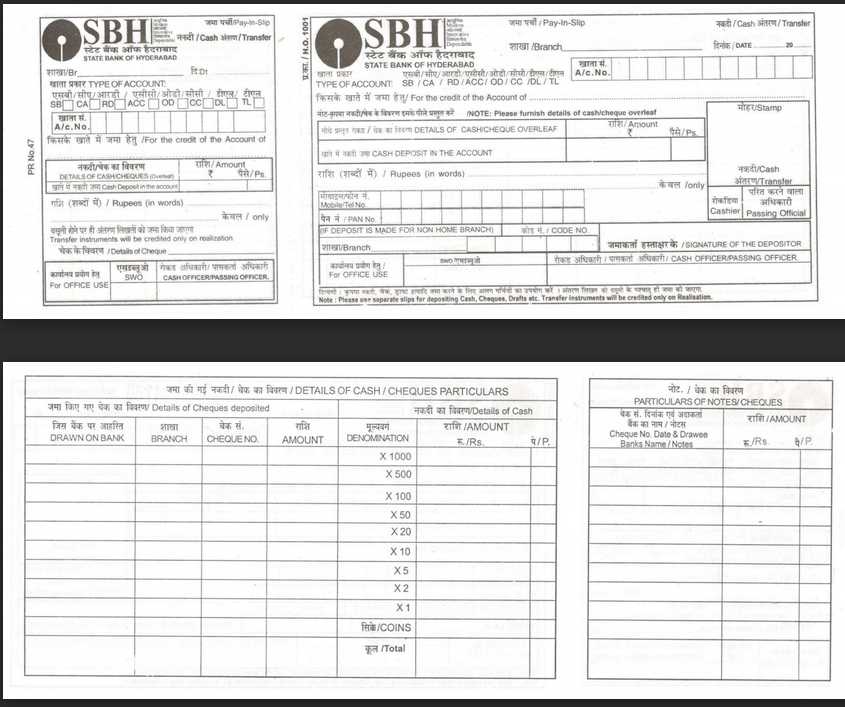 SBH
जमा पर्ची/Pay-In-Slip
नकदी /Cash अंतरण/Transfer
स्टेट बैंक ऑफ हैदराबाद
STATE BANK OF HYDERABAD
शाखा/Br
दि.Dt
खाता प्रकार TYPE OF ACCOUNT:
एसबी/सीए/आरडी / एसीसी/ओडी/सीसी / डीएल/ टीएल
SB CA RD ACC OD CC DL TL
खाता सं.
A/c.No.
किसके खाते में जमा हेतु /For the credit of the Account of
नकदी/चेक का विवरण
DETAILS OF CASH/CHEQUES (Overleaf)
राशि/ Amount
₹ पैसे/Ps.
खाते में नकदी जमा Cash Deposit in the account
राशि (शब्दों में) / Rupees (in words)
केवल / only
वसूली होने पर ही अंतरण लिखतों को जमा किया जाएगा
Transfer instruments will be credited only on realization
चेक के विवरण /Details of Cheque
कार्यालय प्रयोग हेतु
For OFFICE USE
एसडब्लूओ
SWO
रोकड अधिकारी/ पासकर्ता अधिकारी
CASH OFFICER/PASSING OFFICER.
PR No.47
प्र.का. / H.O. 1001
SBH
जमा पर्ची / Pay-In-Slip
नकदी / Cash अंतरण / Transfer
स्टेट बैंक ऑफ हैदराबाद
STATE BANK OF HYDERABAD
शाखा /Branch
दिनांक / DATE 20
खाता प्रकार एसबी/सीए/आरडी/एसीसी/ओडी/सीसी/डीएल/टीएल
TYPE OF ACCOUNT: SB / CA / RD / ACC/ OD / CC /DL / TL
खाता सं.
A/c.No.
किसके खाते में जमा हेतु / For the credit of the Account of
नोट-कृपया नकदी/चेक के विवरण इसके पीछे प्रस्तुत करें /NOTE: Please furnish details of cash/cheque overleaf
मोहर/Stamp
DETAILS OF CASH/CHEQUE OVERLEAF
राशि/ Amount
₹ पैसे/Ps.
खाते में नकदी जमा CASH DEPOSIT IN THE ACCOUNT
राशि (शब्दों में) / Rupees (in words)
केवल /only
नकदी/Cash
अंतरण/Transfer
मोबाइल/फोन नं.
Mobile/Tel No.
पैन नं / PAN No.
रोकडिया
Cashier
परित करने वाला
अधिकारी
Passing Official
(IF DEPOSIT IS MADE FOR NON HOME BRANCH)
कोड नं. / CODE NO.
शाखा/Branch
जमाकर्ता हस्ताक्षर के / SIGNATURE OF THE DEPOSITOR
कार्यालय प्रयोग हेतु /
For OFFICE USE
SWO एसडब्लूओ
रोकड अधिकारी / पासकर्ता अधिकारी/ CASH OFFICER/PASSING OFFICER.
टिप्पणी : कृपया नकदी, चेक, ड्राफ्ट इत्यादि जमा करने के लिए अलग पर्चियों का उपयोग करें।
Note : Please use separate slips for depositing Cash, Cheques, Drafts etc. Transfer instruments will be credited only on Realisation.
जमा की गई नकदी/ चेक का विवरण / DETAILS OF CASH / CHEQUES PARTICULARS
जमा किए गए चेक का विवरण/ Details of Cheques deposited
नकदी का विवरण/Details of Cash
जिस बैंक पर आहरित
DRAWN ON BANK
शाखा
BRANCH
चेक सं.
CHEQUE NO.
राशि
AMOUNT
मूल्यवर्ग
DENOMINATION
राशि /AMOUNT
रू./Rs. पै/P.
X 1000
X 500
X 100
X 50
X 20
X 10
X 5
X 2
X 1
सिक्के/COINS
कूल /Total
नोट. / चेक का विवरण
PARTICULARS OF NOTES/CHEQUES
चेक सं. दिनांक एवं अदाकर्ता
बैंक का नाम / नोटस
Cheque No. Date & Drawee
Banks Name / Notes
राशि /AMOUNT
रू./Rs. पै/P.